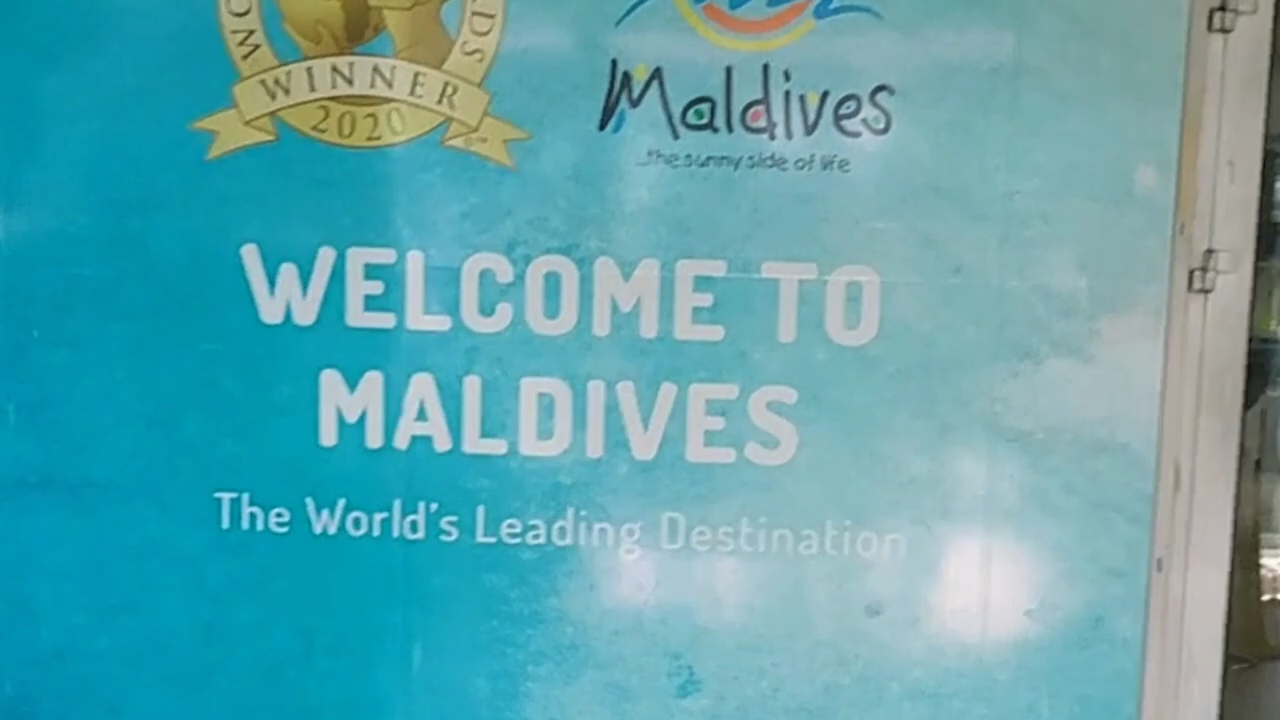 WINNER
2020
Maldives
...the sunny side of life
WELCOME TO
MALDIVES
The World's Leading Destination